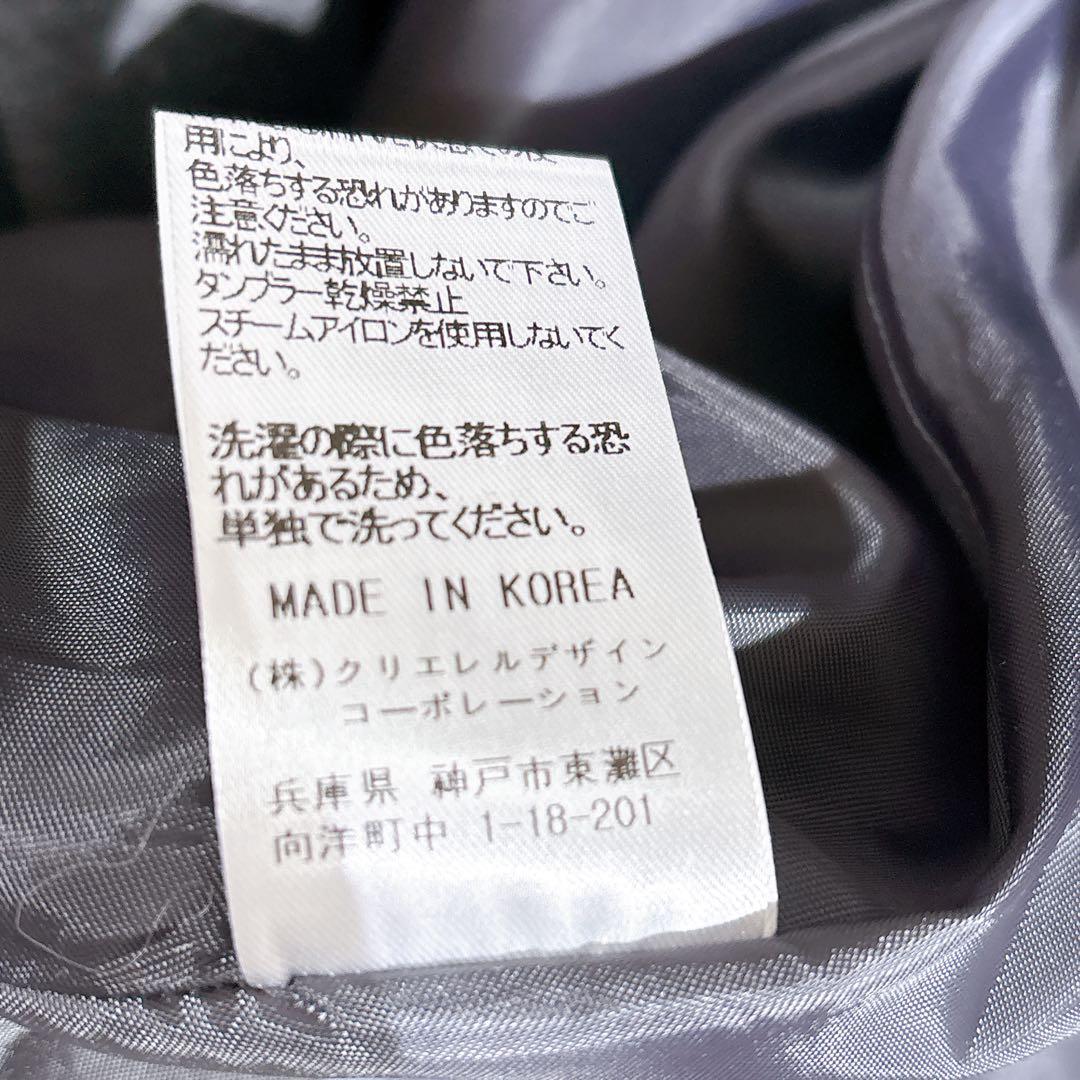 用により、
色落ちする恐れがありますのでご
注意ください。
濡れたまま放置しないで下さい。
タンブラー乾燥禁止
スチームアイロンを使用しないでく
ださい。
洗濯の際に色落ちする恐
れがあるため、
単独で洗ってください。
MADE IN KOREA
(株)クリエレルデザイン
コーポレーション
兵庫県 神戸市東灘区
向洋町中 1-18-201